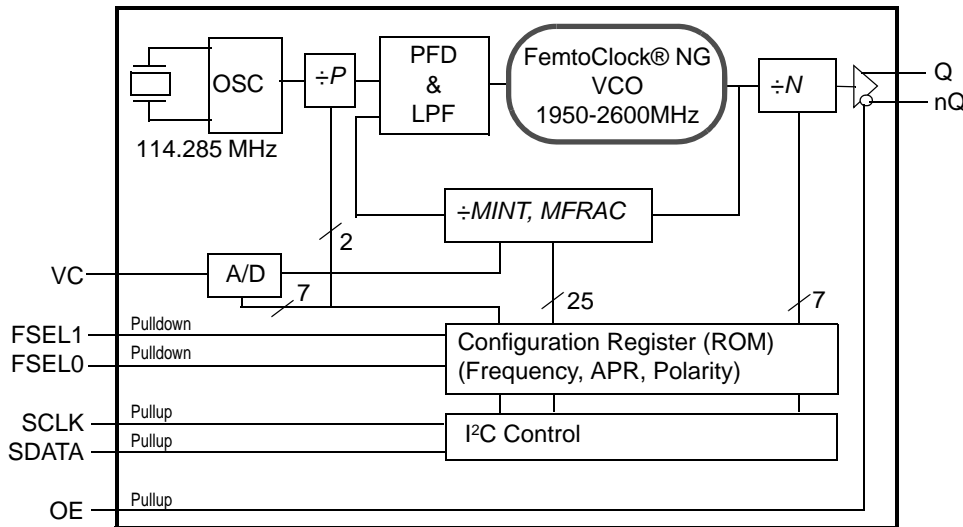 OSC
114.285 MHz
÷P
PFD
&
LPF
FemtoClock® NG
VCO
1950-2600MHz
÷N
Q
nQ
÷MINT, MFRAC
2
VC
A/D
7
25
7
FSEL1
Pulldown
FSEL0
Pulldown
Configuration Register (ROM)
(Frequency, APR, Polarity)
SCLK
Pullup
SDATA
Pullup
I²C Control
OE
Pullup